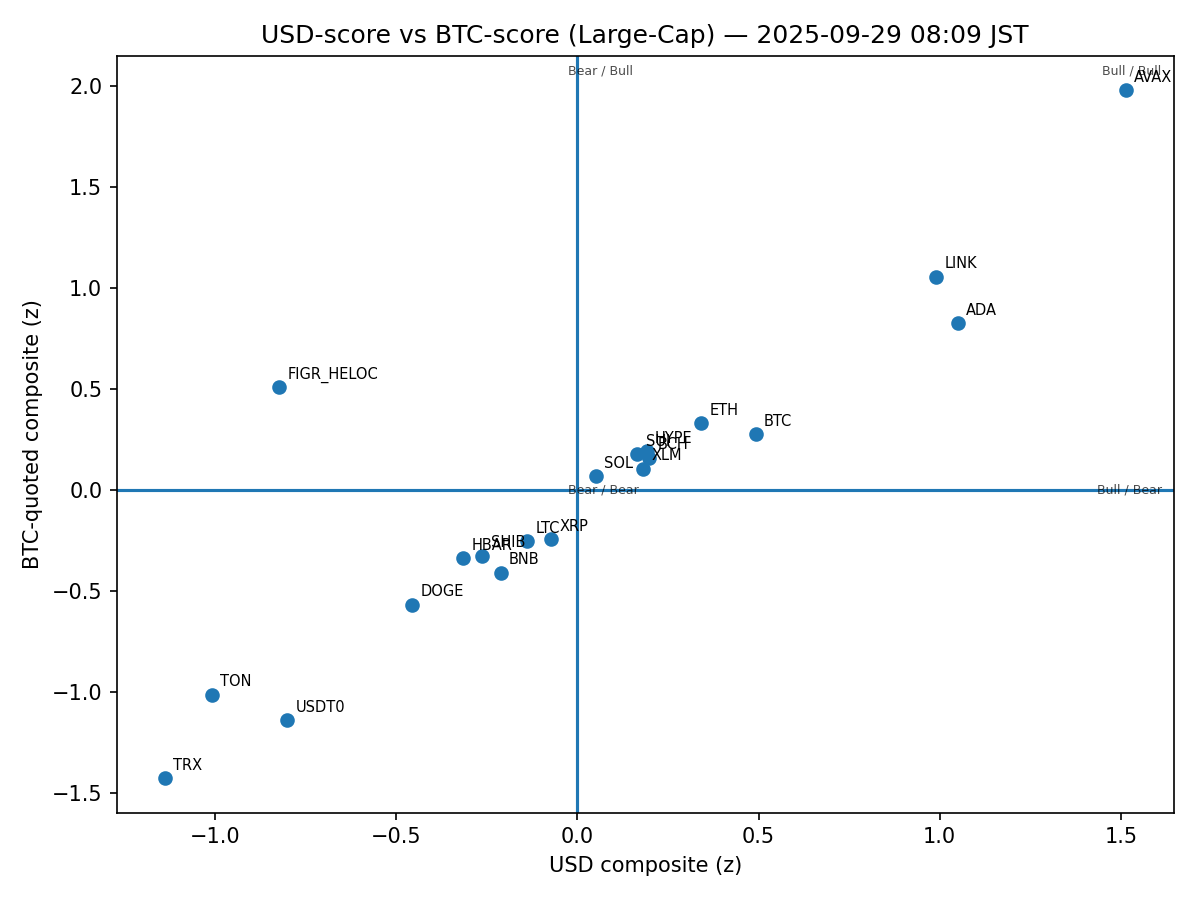 USD-score vs BTC-score (Large-Cap) — 2025-09-29 08:09 JST
Bear / Bull
Bull / Bull
AVAX
LINK
ADA
FIGR_HELOC
ETH
BTC
HYPE
SUI
BCH
XLM
SOL
Bear / Bear
Bull / Bear
XRP
LTC
SHIB
HBAR
BNB
DOGE
TON
USDT0
TRX
2.0
1.5
1.0
0.5
0.0
−0.5
−1.0
−1.5
BTC-quoted composite (z)
−1.0 −0.5 0.0 0.5 1.0 1.5
USD composite (z)